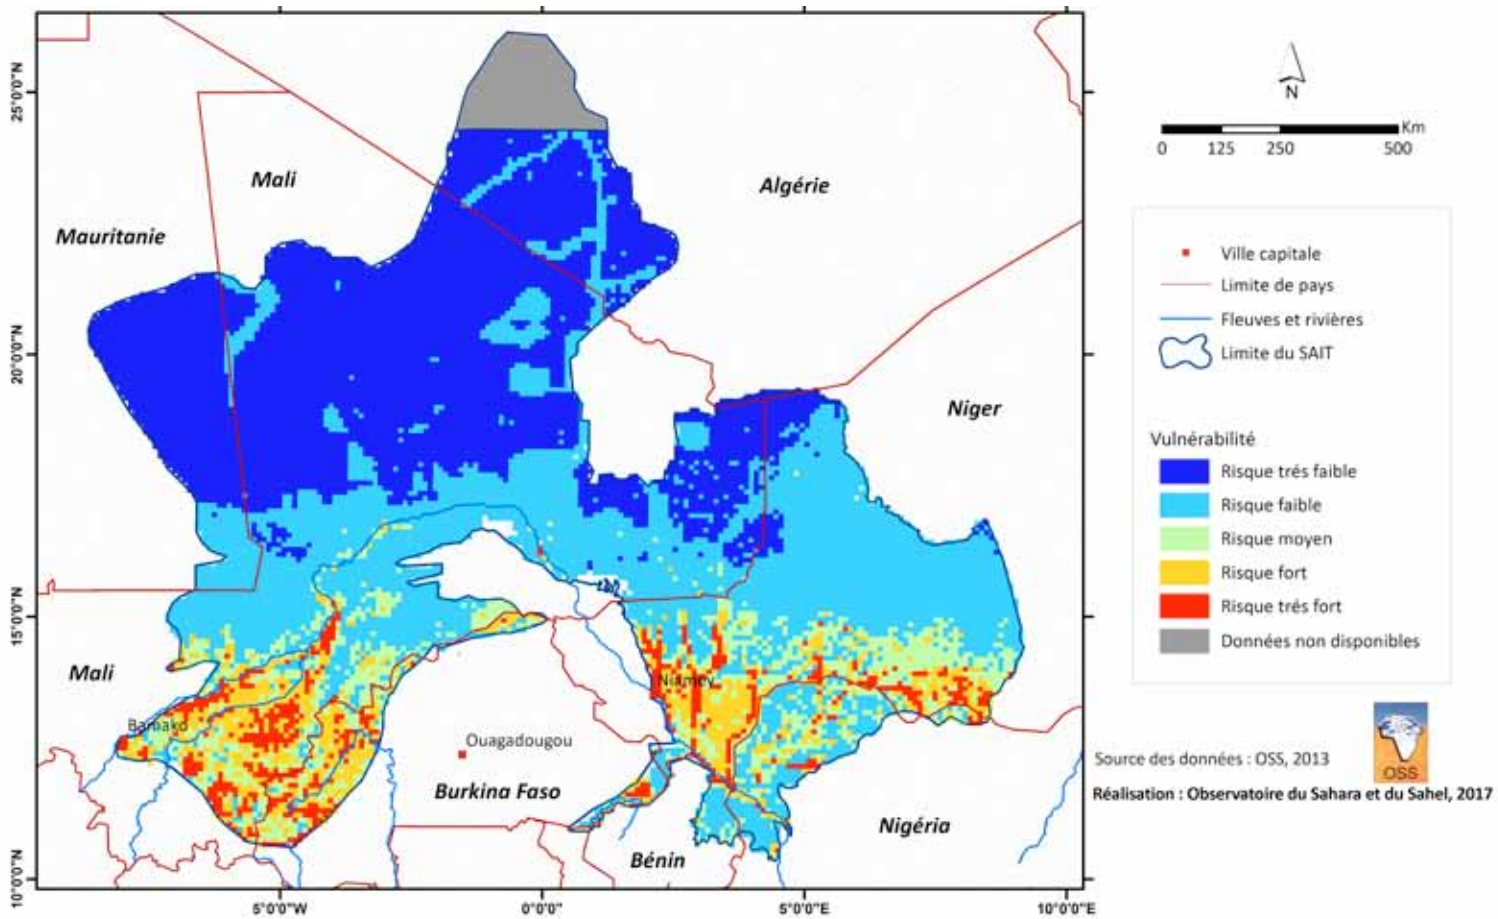 25°0'0"N
20°0'0"N
15°0'0"N
10°0'0"N
5°0'0"W
0°0'0"
5°0'0"E
10°0'0"E
Mali
Mauritanie
Algérie
Niger
Mali
Bamako
Niamey
Ouagadougou
Burkina Faso
Bénin
Nigéria
N
Km
0 125 250 500
Ville capitale
Limite de pays
Fleuves et rivières
Limite du SAIT
Vulnérabilité
Risque trés faible
Risque faible
Risque moyen
Risque fort
Risque trés fort
Données non disponibles
OSS
Source des données : OSS, 2013
Réalisation : Observatoire du Sahara et du Sahel, 2017